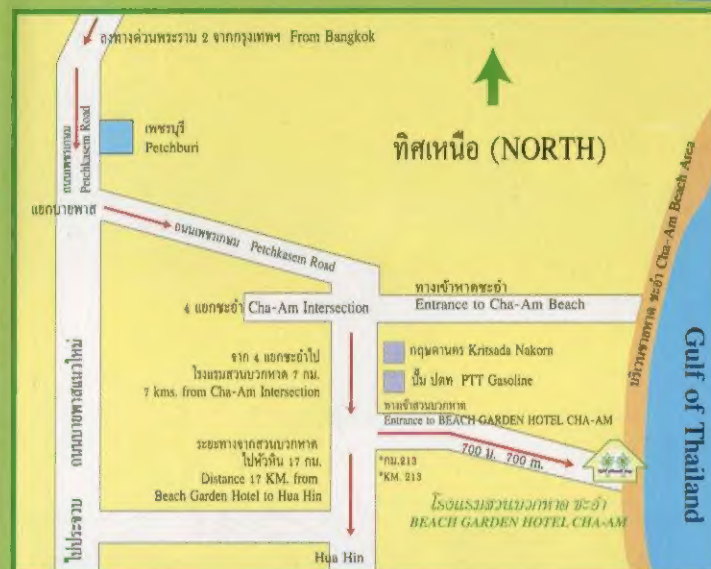 ลงทางด่วนพระราม 2 จากกรุงเทพฯ From Bangkok
ถนนเพชรเกษม
Petchkasem Road
เพชรบุรี
Petchburi
ทิศเหนือ (NORTH)
แยกบายพาส
ถนนเพชรเกษม Petchkasem Road
4 แยกชะอำ Cha-Am Intersection
ทางเข้าหาดชะอำ
Entrance to Cha-Am Beach
บริเวณชายหาด ชะอำ Cha-Am Beach Area
Gulf of Thailand
จาก 4 แยกชะอำไป
โรงแรมสวนบวกหาด 7 กม.
7 kms. from Cha-Am Intersection
กฤษดานคร Kritsada Nakorn
ปั๊ม ปตท PTT Gasoline
ทางเข้าสวนบวกหาด
Entrance to BEACH GARDEN HOTEL CHA-AM
700 ม. 700 m.
*กม.213
*KM. 213
ระยะทางจากสวนบวกหาด
ไปหัวหิน 17 กม.
Distance 17 KM. from
Beach Garden Hotel to Hua Hin
โรงแรมสวนบวกหาด ชะอำ
BEACH GARDEN HOTEL CHA-AM
ไปประจวบ ถนนบายพาสแนวใหม่
Hua Hin